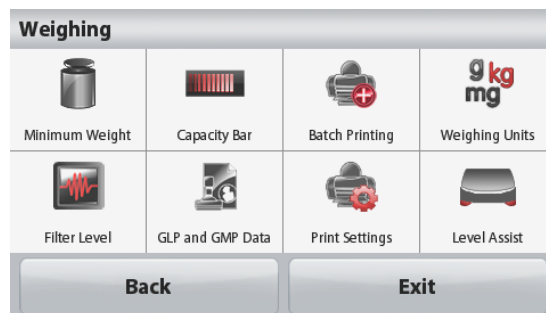 Weighing
g kg
mg
Minimum Weight
Capacity Bar
Batch Printing
Weighing Units
Filter Level
GLP and GMP Data
Print Settings
Level Assist
Back
Exit